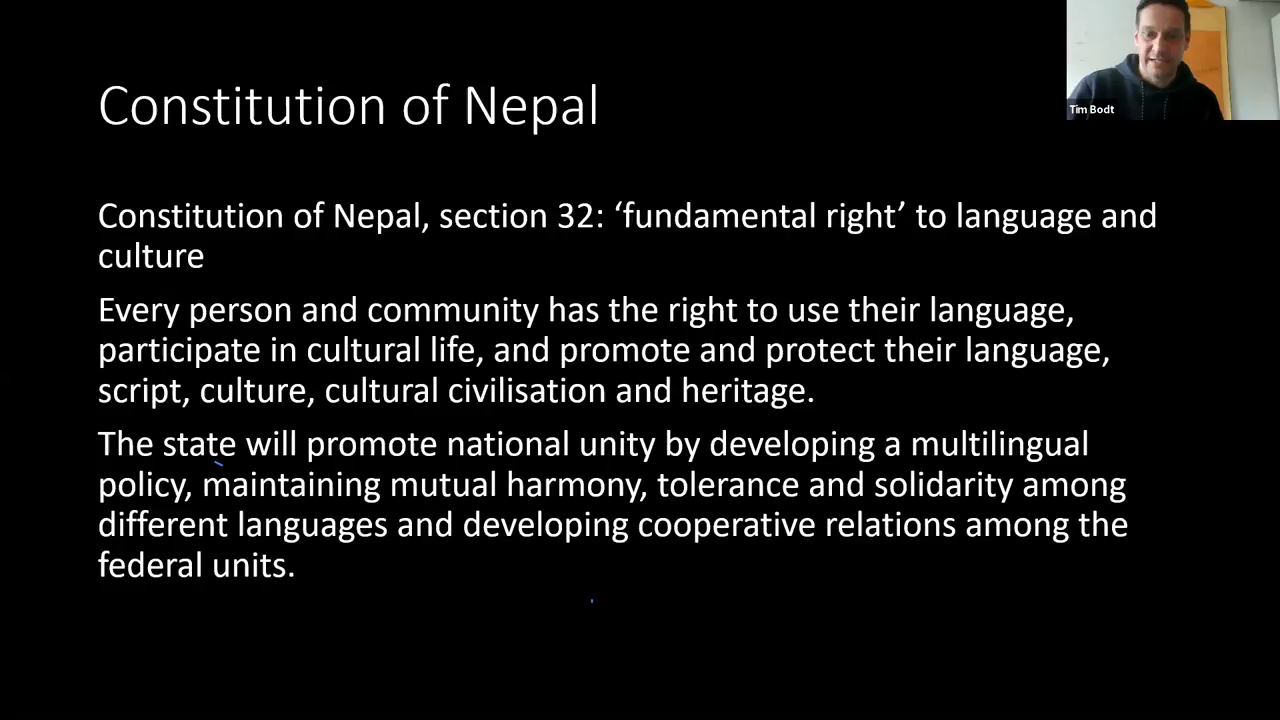 Constitution of Nepal
Tim Bodt
Constitution of Nepal, section 32: ‘fundamental right’ to language and
culture
Every person and community has the right to use their language,
participate in cultural life, and promote and protect their language,
script, culture, cultural civilisation and heritage.
The state will promote national unity by developing a multilingual
policy, maintaining mutual harmony, tolerance and solidarity among
different languages and developing cooperative relations among the
federal units.